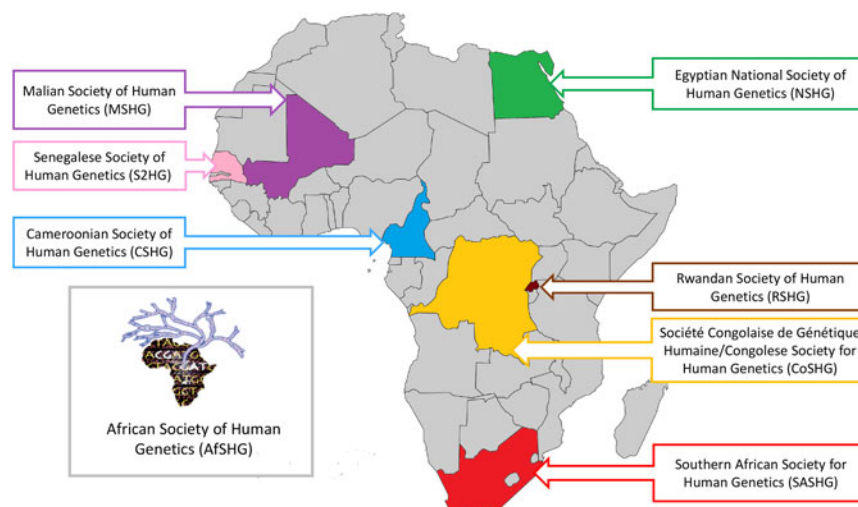 Malian Society of Human
Genetics (MSHG)
Senegalese Society of
Human Genetics (S2HG)
Cameroonian Society of
Human Genetics (CSHG)
African Society of Human
Genetics (AfSHG)
Egyptian National Society of
Human Genetics (NSHG)
Rwandan Society of Human
Genetics (RSHG)
Société Congolaise de Génétique
Humaine/Congolese Society for
Human Genetics (CoSHG)
Southern African Society for
Human Genetics (SASHG)